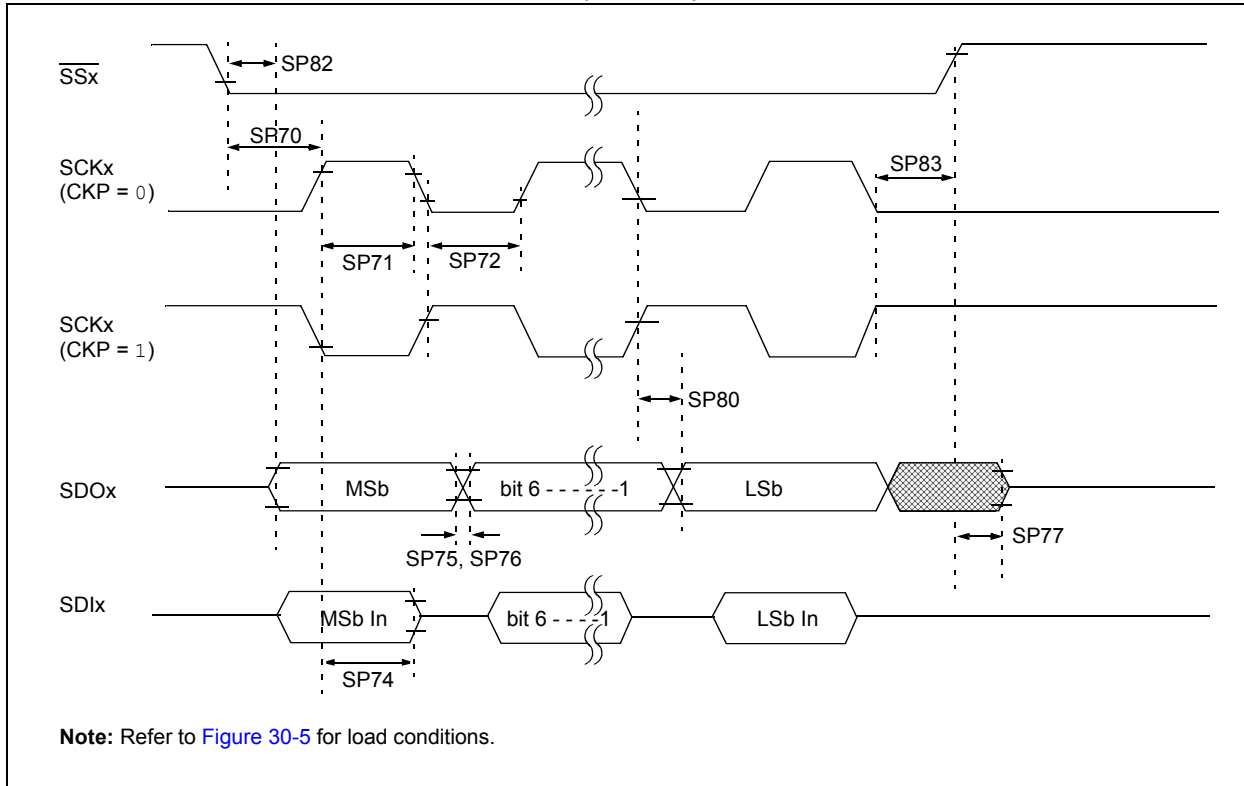 SSx
SP82
SP70
SCKx
(CKP = 0)
SP83
SP71
SP72
SCKx
(CKP = 1)
SP80
SDOx
MSb
bit 6 - - - - - -1
LSb
SP75, SP76
SP77
SDIx
MSb In
bit 6 - - - -1
LSb In
SP74
Note: Refer to Figure 30-5 for load conditions.